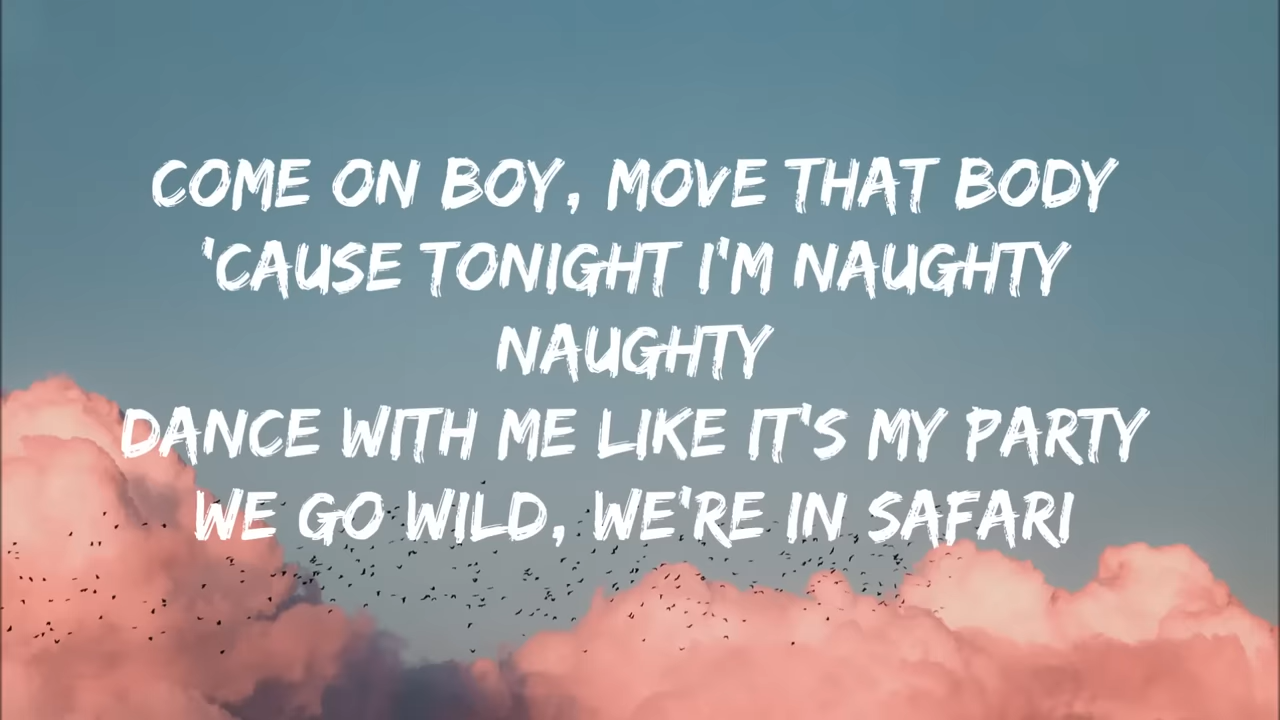 COME ON BOY, MOVE THAT BODY
'CAUSE TONIGHT I'M NAUGHTY
NAUGHTY
DANCE WITH ME LIKE IT'S MY PARTY
WE GO WILD, WE'RE IN SAFARI